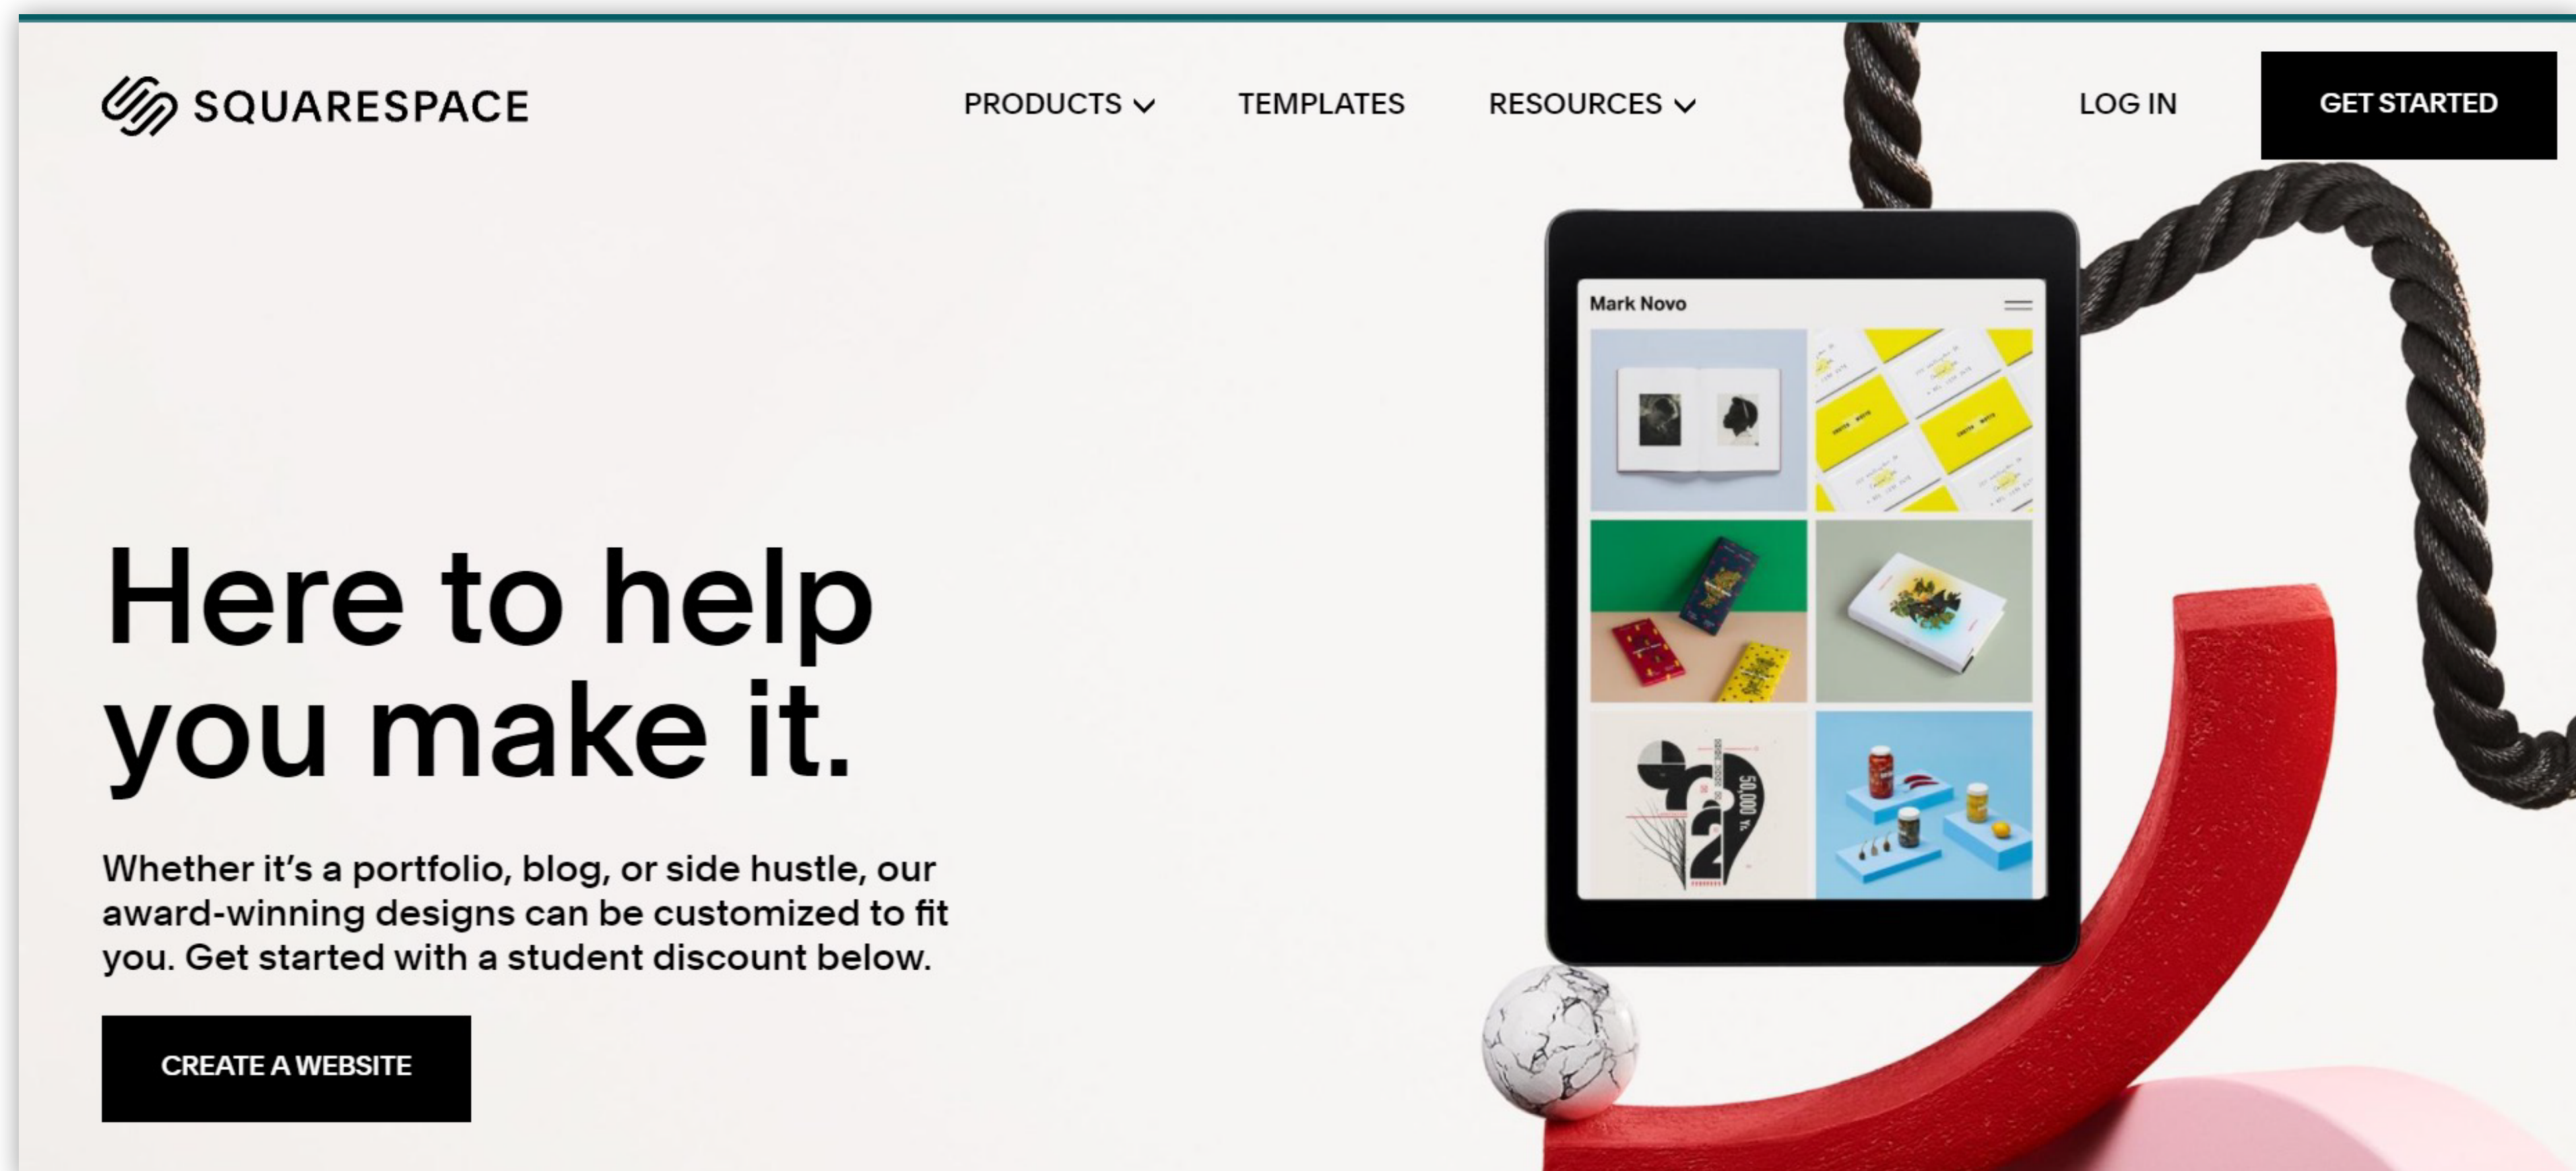 SQUARESPACE
PRODUCTS
TEMPLATES
RESOURCES
LOG IN
GET STARTED
Here to help
you make it.
Whether it’s a portfolio, blog, or side hustle, our
award-winning designs can be customized to fit
you. Get started with a student discount below.
CREATE A WEBSITE
Mark Novo
50,000 Yr.